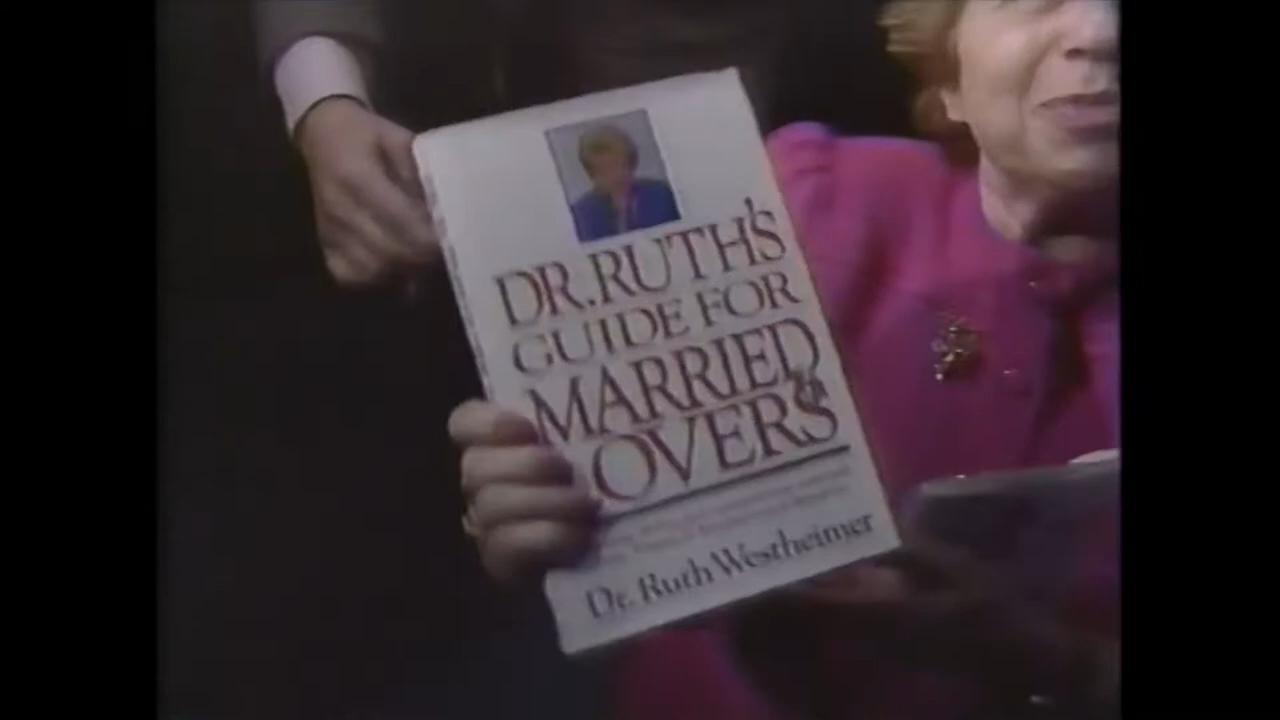 DR. RUTH'S
GUIDE FOR
MARRIED
LOVERS
Dr. Ruth Westheimer